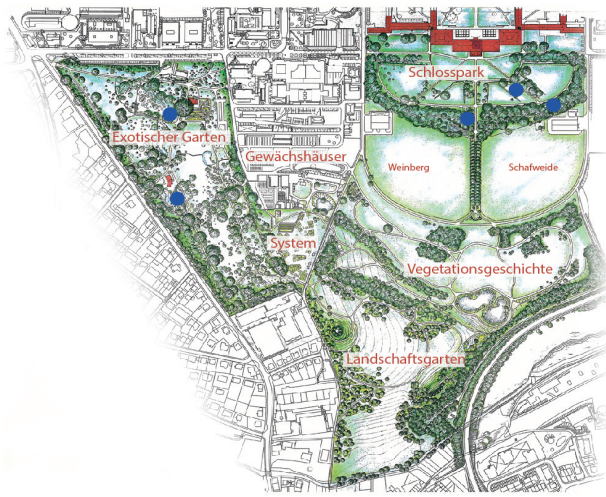 Schlosspark
Exotischer Garten
Gewächshäuser
Weinberg
Schafweide
System
Vegetationsgeschichte
Landschaftsgarten